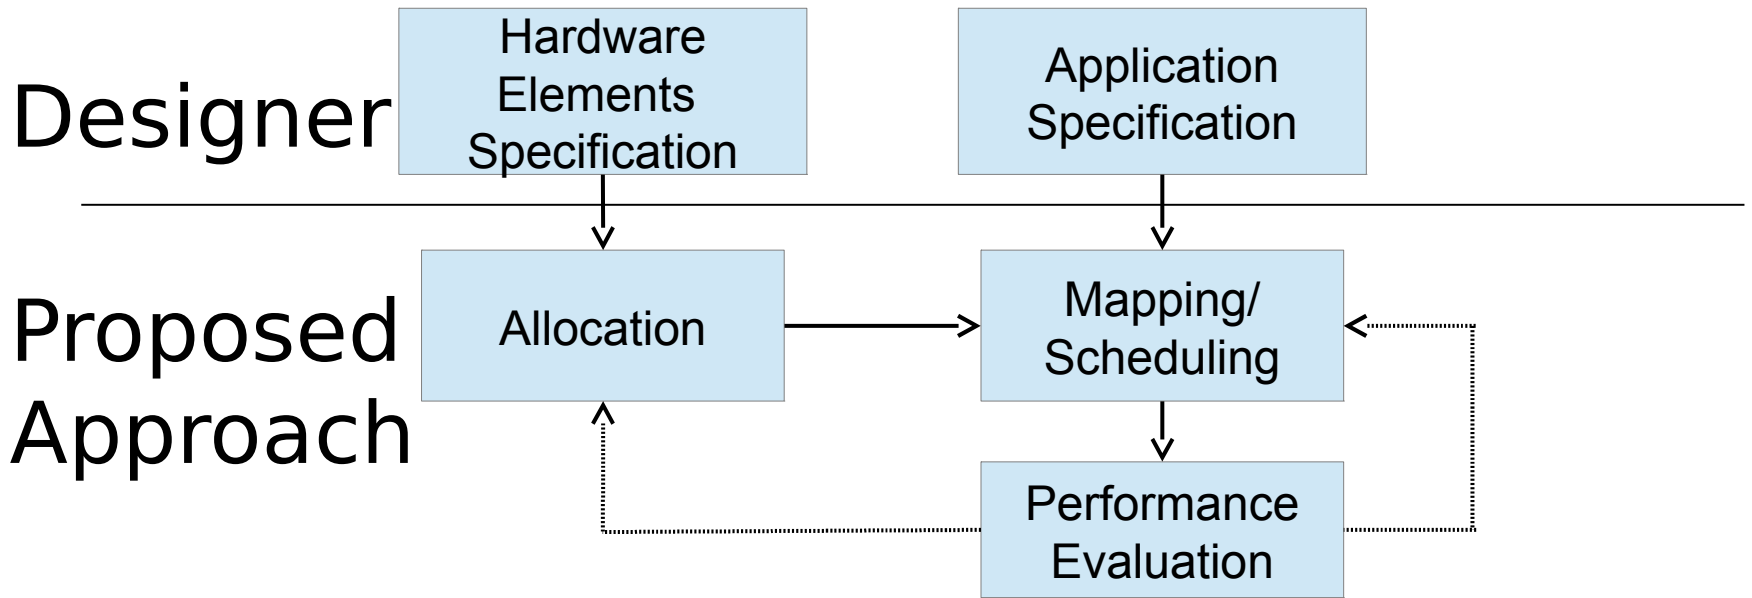 Designer
Hardware
Elements
Specification
Application
Specification
Proposed
Approach
Allocation
Mapping/
Scheduling
Performance
Evaluation